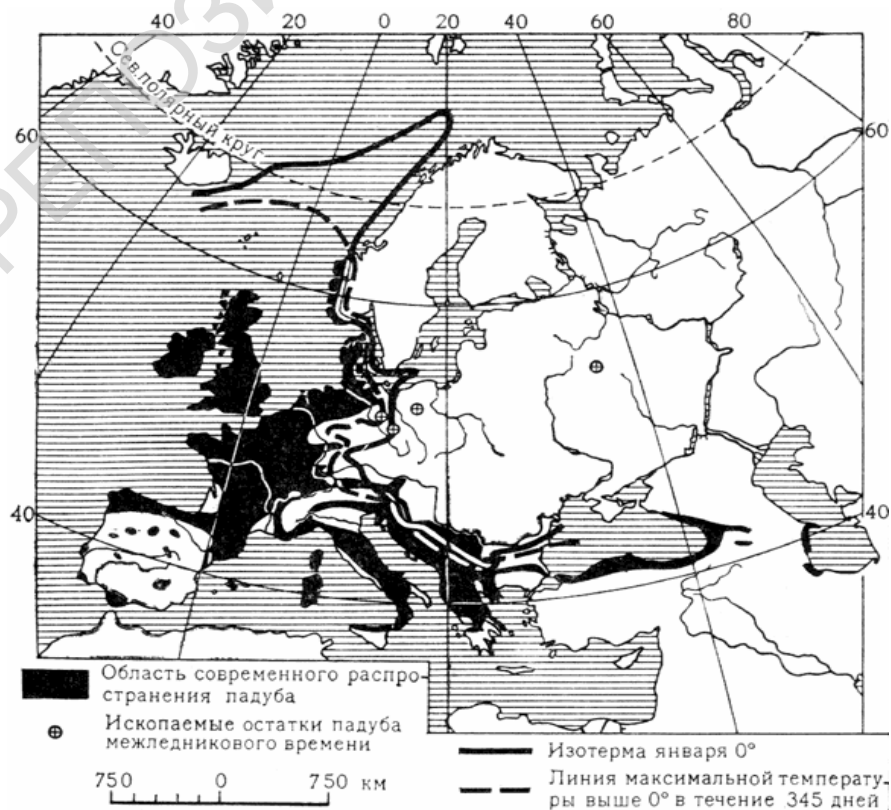 40 20 0 20 40 60 80
РЕПОЗИ
Сев.полярный круг
60 60
40 40
Область современного распро-
странения падуба
Ископаемые остатки падуба
межледникового времени
750 0 750 км
Изотерма января 0°
Линия максимальной температу-
ры выше 0° в течение 345 дней